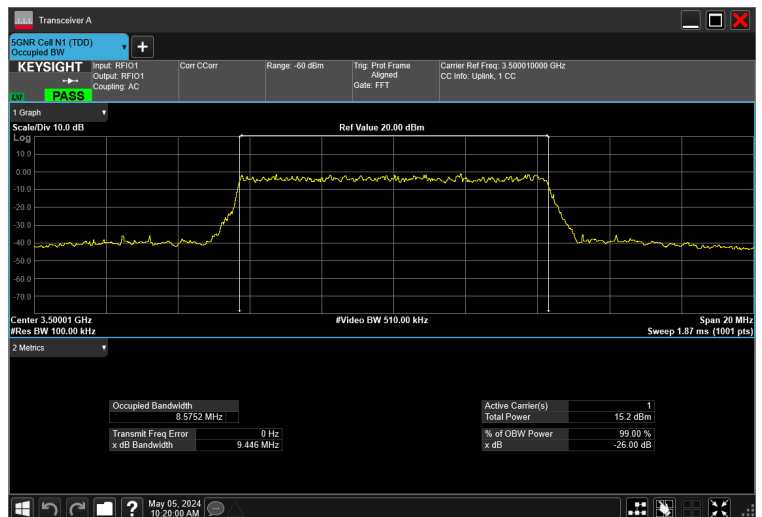 Transceiver A
5GNR Cell N1 (TDD)
Occupied BW
KEYSIGHT
LXI
PASS
Input: RFIO1
Output: RFIO1
Coupling: AC
Corr CCorr
Range: -60 dBm
Trig: Prot Frame
Aligned
Gate: FFT
Carrier Ref Freq: 3.500010000 GHz
CC Info: Uplink, 1 CC
1 Graph
Scale/Div 10.0 dB
Ref Value 20.00 dBm
Log
10.0
0.00
-10.0
-20.0
-30.0
-40.0
-50.0
-60.0
-70.0
Center 3.50001 GHz
#Video BW 510.00 kHz
Span 20 MHz
#Res BW 100.00 kHz
Sweep 1.87 ms (1001 pts)
2 Metrics
Occupied Bandwidth
8.5752 MHz
Transmit Freq Error 0 Hz
x dB Bandwidth 9.446 MHz
Active Carrier(s) 1
Total Power 15.2 dBm
% of OBW Power 99.00 %
x dB -26.00 dB
?
May 05, 2024
10:20:00 AM